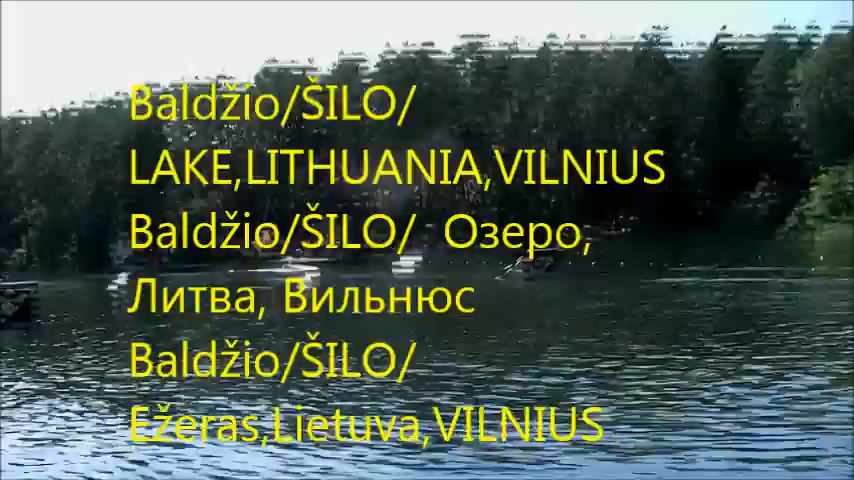 Baldžio/ŠILO/
LAKE,LITHUANIA,VILNIUS
Baldžio/ŠILO/ Озеро,
Литва, Вильнюс
Baldžio/ŠILO/
Ežeras,Lietuva,VILNIUS